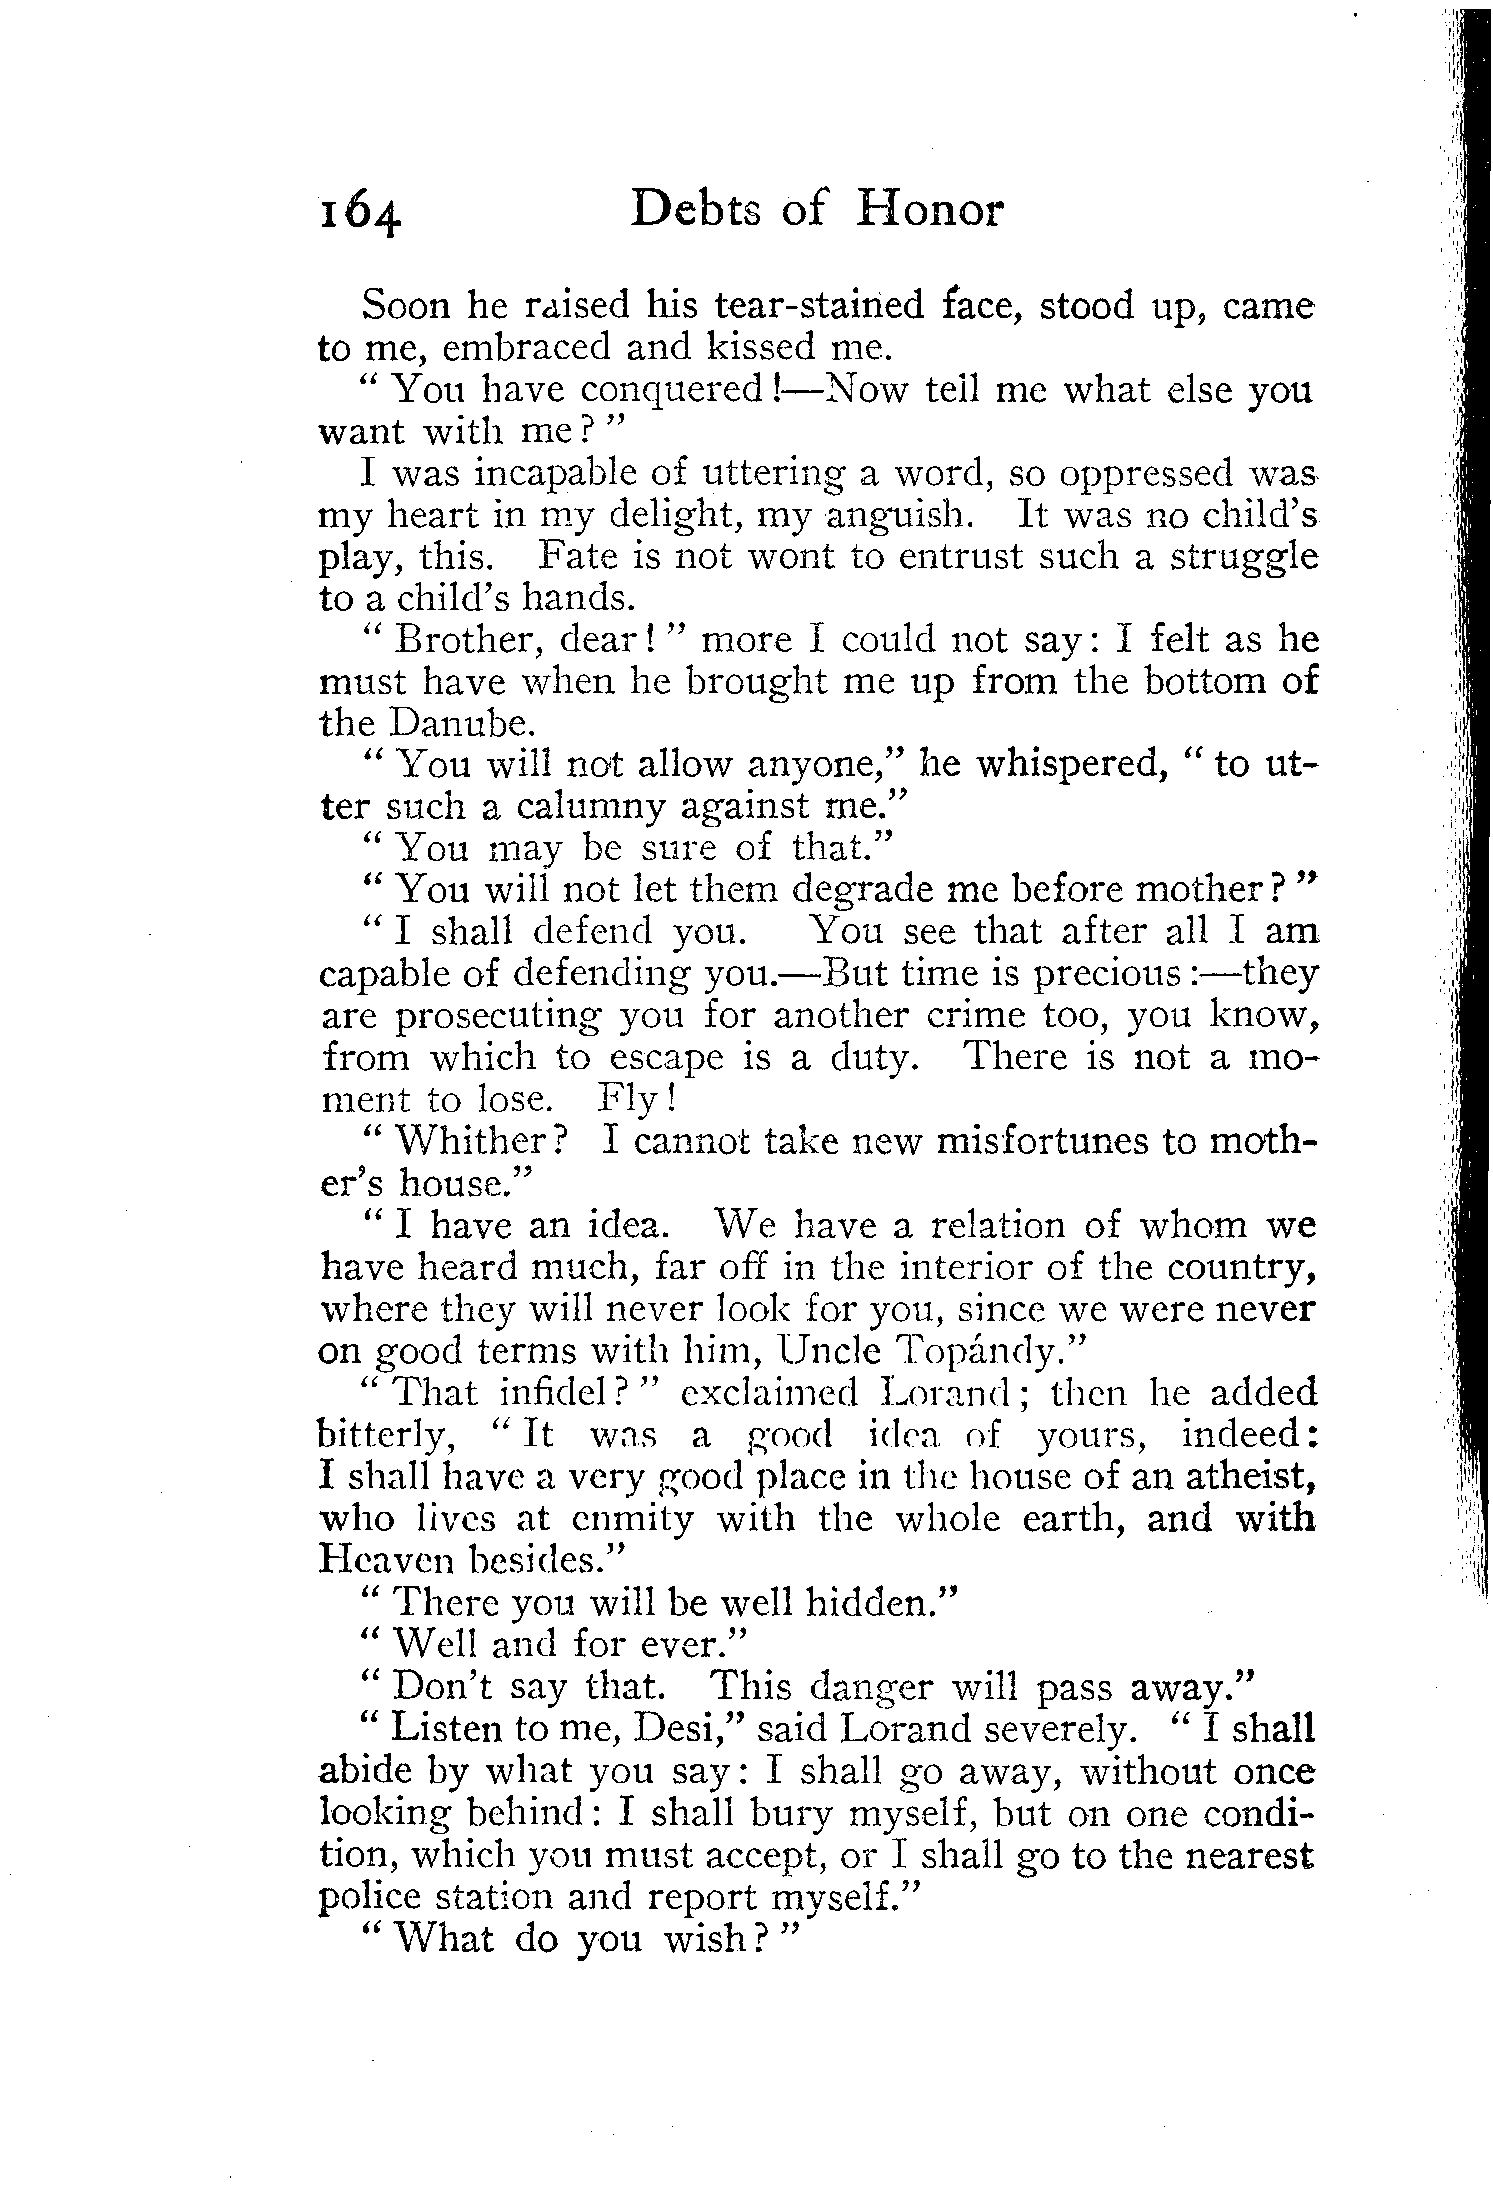 164 Debts of Honor
Soon he raised his tear-stained face, stood up, came
to me, embraced and kissed me.
" You have conquered !—Now tell me what else you
want with me ? "
I was incapable of uttering a word, so oppressed was
my heart in my delight, my anguish. It was no child's
play, this. Fate is not wont to entrust such a struggle
to a child's hands.
" Brother, dear ! " more I could not say : I felt as he
must have when he brought me up from the bottom of
the Danube.
" You will not allow anyone," he whispered, " to ut-
ter such a calumny against me."
" You may be sure of that."
" You will not let them degrade me before mother ? "
" I shall defend you. You see that after all I am
capable of defending you.—But time is precious :—they
are prosecuting you for another crime too, you know,
from which to escape is a duty. There is not a mo-
ment to lose. Fly !
" Whither ? I cannot take new misfortunes to moth-
er's house."
" I have an idea. We have a relation of whom we
have heard much, far off in the interior of the country,
where they will never look for you, since we were never
on good terms with him, Uncle Topándy."
" That infidel ? " exclaimed Lorand ; then he added
bitterly, " It was a good idea of yours, indeed :
I shall have a very good place in the house of an atheist,
who lives at enmity with the whole earth, and with
Heaven besides."
" There you will be well hidden."
" Well and for ever."
" Don't say that. This danger will pass away."
" Listen to me, Desi," said Lorand severely. " I shall
abide by what you say : I shall go away, without once
looking behind : I shall bury myself, but on one condi-
tion, which you must accept, or I shall go to the nearest
police station and report myself."
" What do you wish ? "